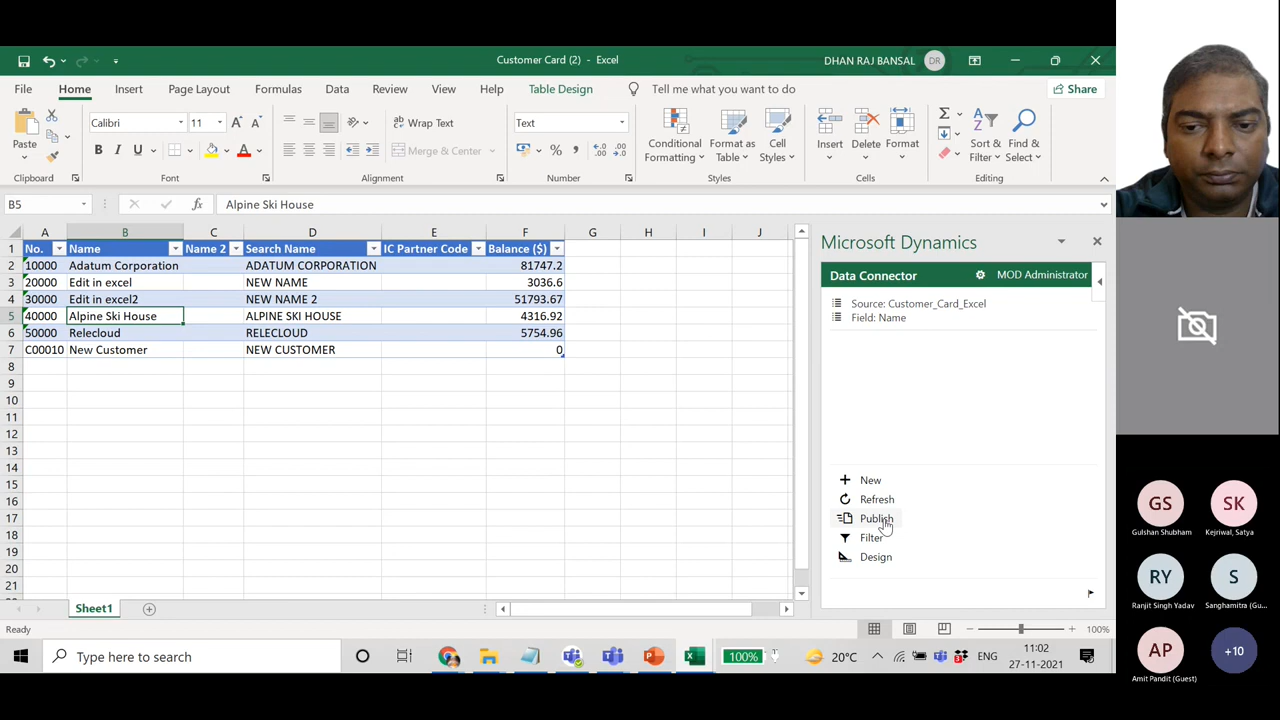 Customer Card (2) - Excel
DHAN RAJ BANSAL
DR
File Home Insert Page Layout Formulas Data Review View Help Table Design Tell me what you want to do Share
Paste
Calibri 11
B I U A
Wrap Text
Merge & Center
Text
Conditional Formatting
Format as Table
Cell Styles
Insert Delete Format
Sort & Filter
Find & Select
Clipboard Font Alignment Number Styles Cells Editing
B5 fx Alpine Ski House
A B C D E F G H I J
1 No. Name Name 2 Search Name IC Partner Code Balance ($)
2 10000 Adatum Corporation ADATUM CORPORATION 81747.2
3 20000 Edit in excel NEW NAME 3036.6
4 30000 Edit in excel2 NEW NAME 2 51793.67
5 40000 Alpine Ski House ALPINE SKI HOUSE 4316.92
6 50000 Relecloud RELECLOUD 5754.96
7 C00010 New Customer NEW CUSTOMER 0
8
9
10
11
12
13
14
15
16
17
18
19
20
21
Sheet1
Ready
100%
Microsoft Dynamics
Data Connector MOD Administrator
Source: Customer_Card_Excel
Field: Name
New
Refresh
Publish
Filter
Design
Type here to search
100%
20°C
ENG
11:02
27-11-2021
GS
Gulshan Shubham
SK
Kejriwal, Satya
RY
Ranjit Singh Yadav
S
Sanghamitra (Gu...
AP
Amit Pandit (Guest)
+10